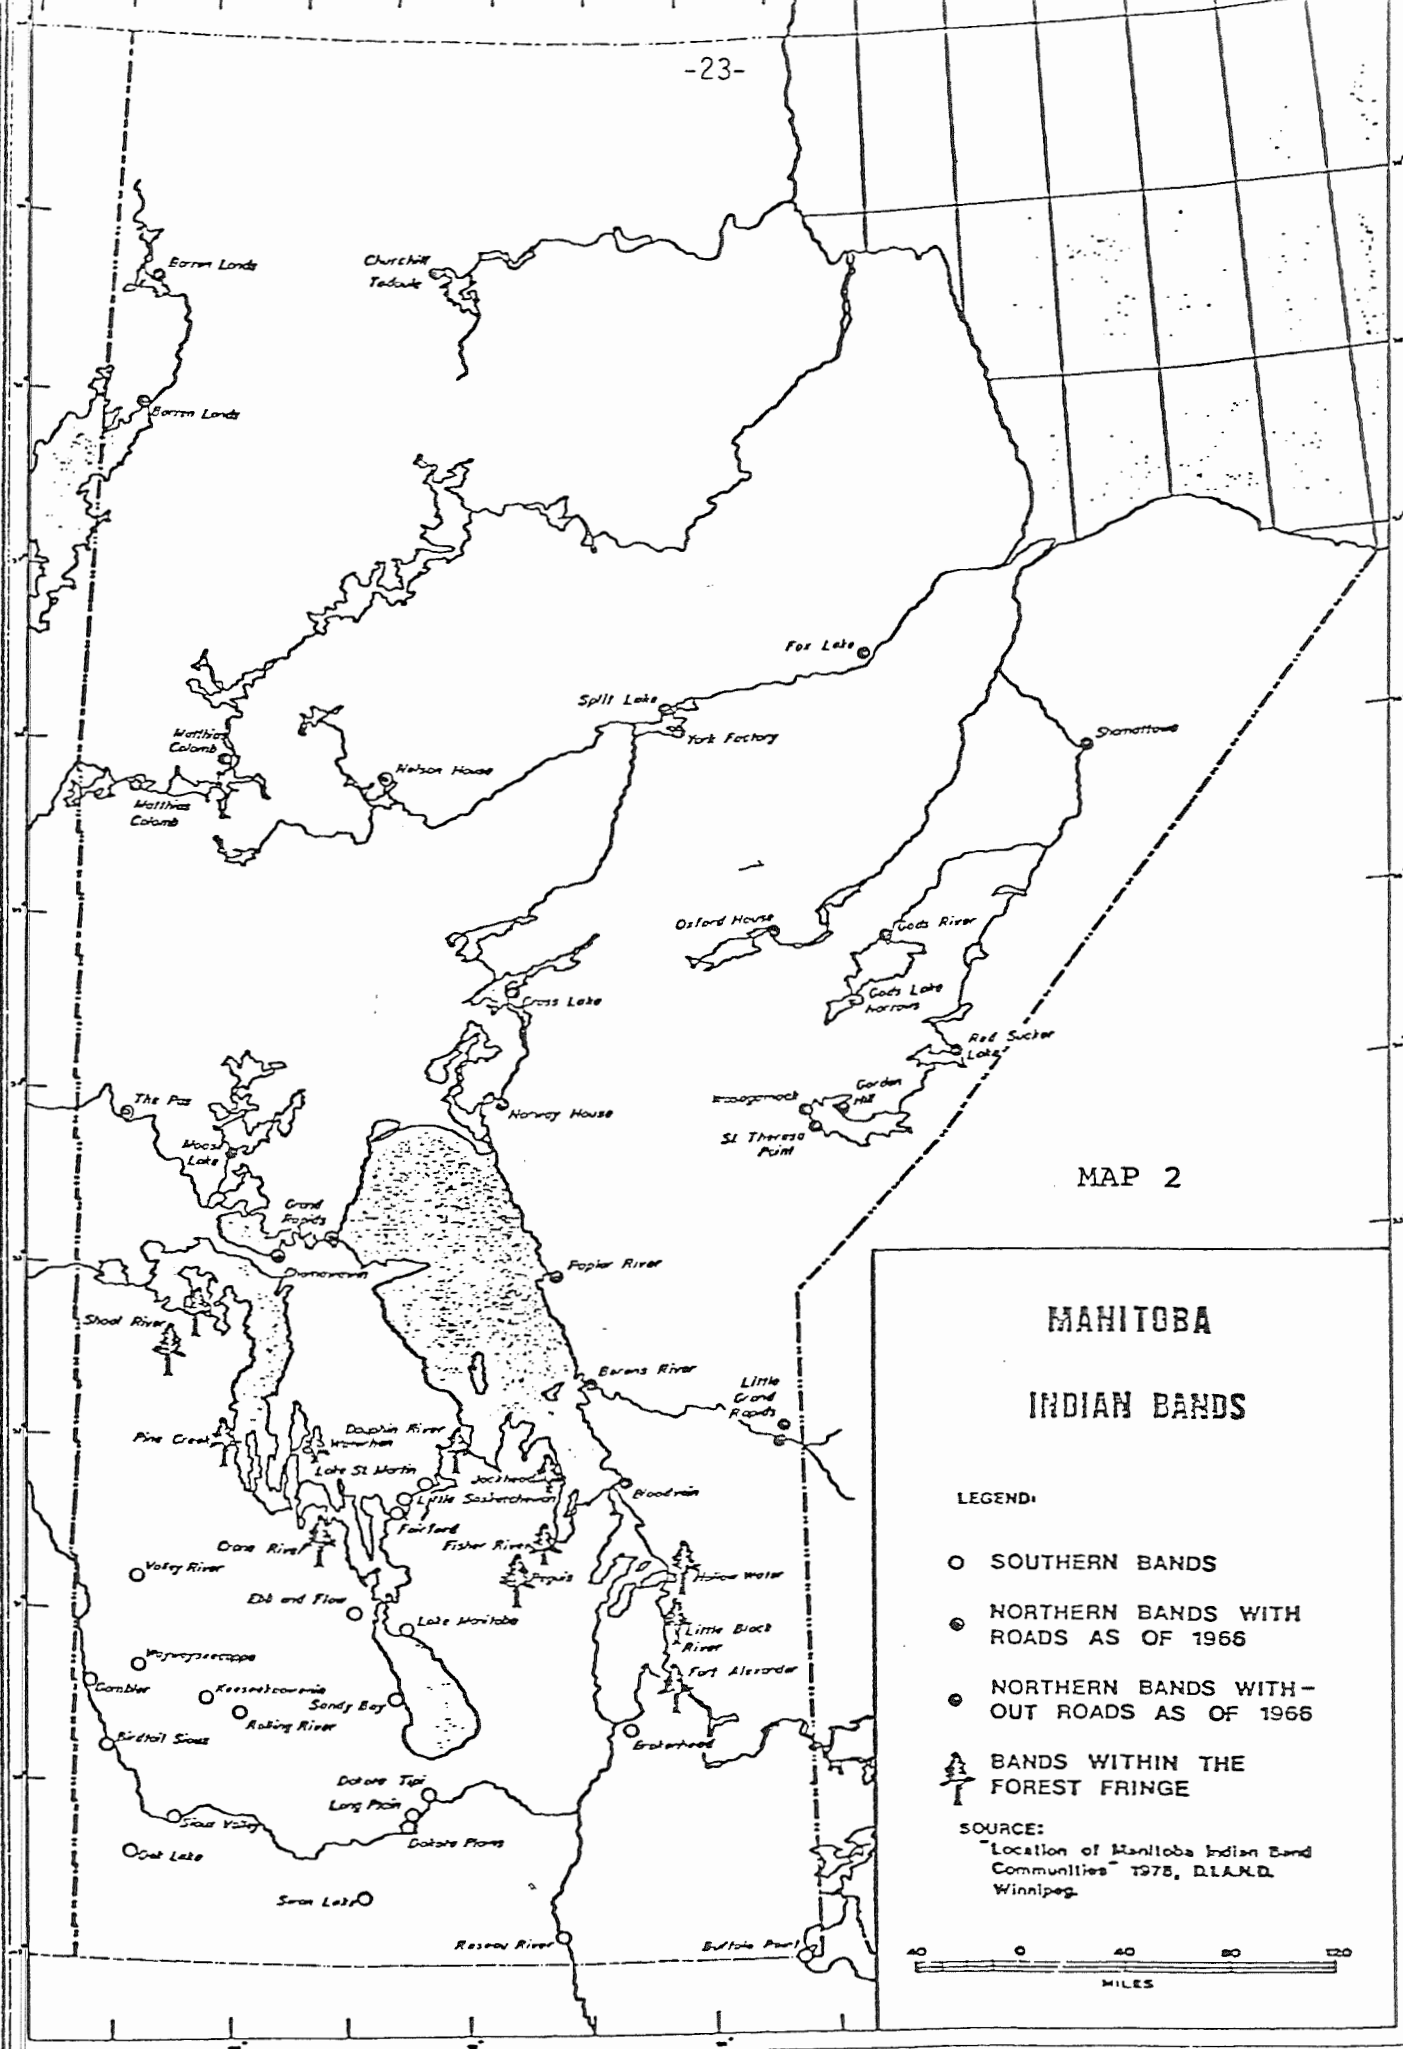 -23-
Barren Lands
Churchill
Tadoule
Barren Lands
Fox Lake
Split Lake
York Factory
Shamattawa
Matthias
Colomb
Nelson House
Matthias
Colomb
Oxford House
Gods River
Cross Lake
Gods Lake
Narrows
Red Sucker
Lake
Garden
Hill
The Pas
Norway House
St. Theresa
Point
Moose
Lake
MAP 2
Grand
Rapids
Poplar River
Shoal River
Berens River
Little
Grand
Rapids
Pine Creek
Dauphin River
Waterhen
Lake St. Martin
Jackhead
Little Saskatchewan
Bloodvein
Fairford
Crane River
Fisher River
Valley River
Peguis
Hollow Water
Ebb and Flow
Lake Manitoba
Little Black
River
Waywayseecappo
Fort Alexander
Gambler
Keeseekoowenin
Sandy Bay
Rolling River
Birdtail Sioux
Brokenhead
Dakota Tipi
Long Plain
Sioux Valley
Dakota Plains
Oak Lake
Swan Lake
Roseau River
Buffalo Point
MANITOBA
INDIAN BANDS
LEGEND:
SOUTHERN BANDS
NORTHERN BANDS WITH
ROADS AS OF 1966
NORTHERN BANDS WITH-
OUT ROADS AS OF 1966
BANDS WITHIN THE
FOREST FRINGE
SOURCE:
"Location of Manitoba Indian Band
Communities" 1978, D.I.A.N.D.
Winnipeg.
40 0 40 80 120
MILES